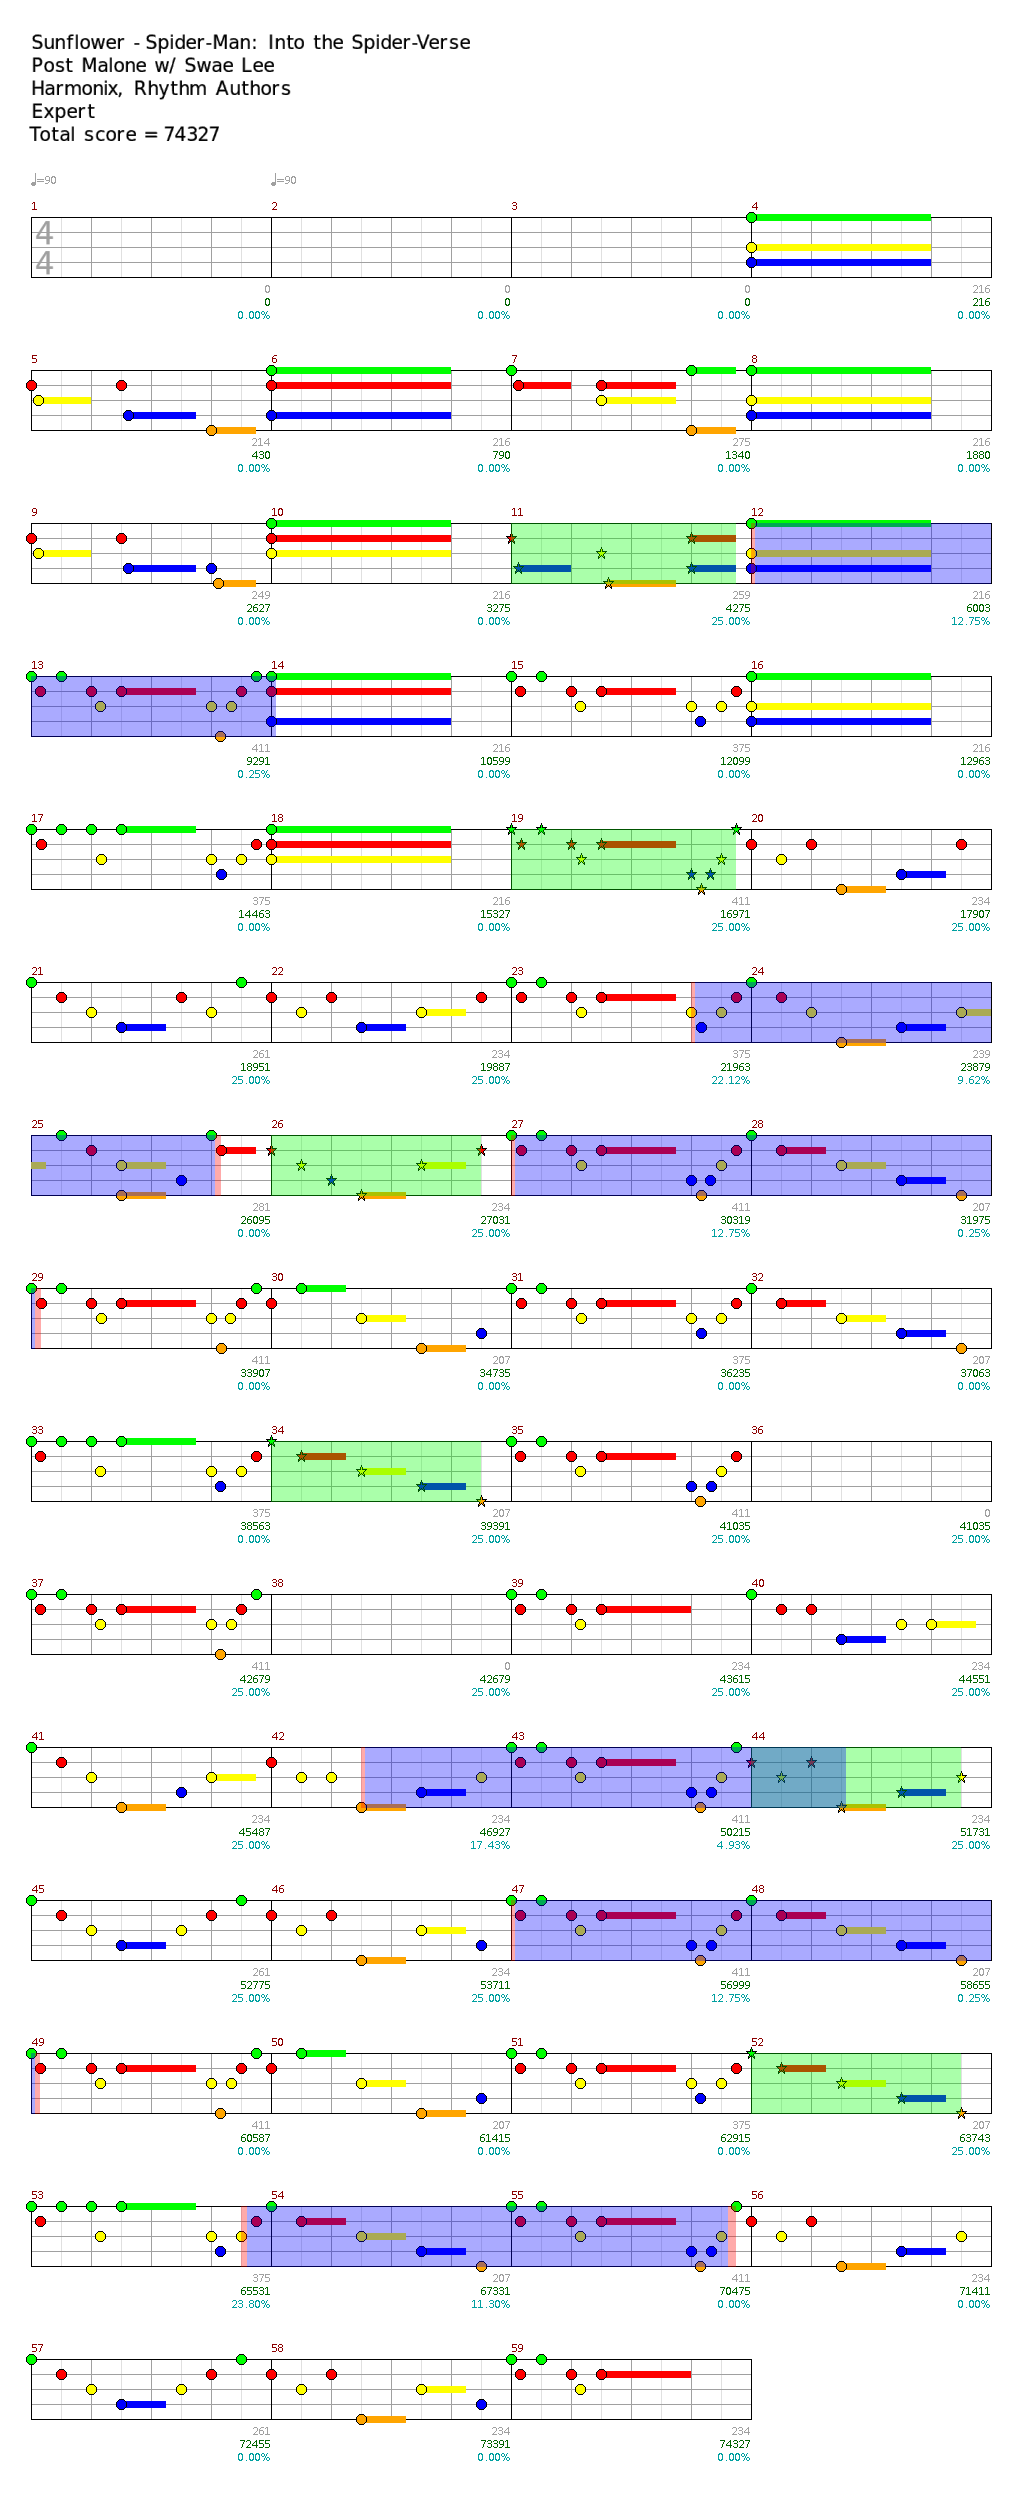 Sunflower - Spider-Man: Into the Spider-Verse
Post Malone w/ Swae Lee
Harmonix, Rhythm Authors
Expert
Total score = 74327
♩=90 ♩=90
1 2 3 4
4
4
0 0 0 216
0 0 0 216
0.00% 0.00% 0.00% 0.00%
5 6 7 8
214 216 275 216
430 790 1340 1880
0.00% 0.00% 0.00% 0.00%
9 10 11 12
249 216 259 216
2627 3275 4275 6003
0.00% 0.00% 25.00% 12.75%
13 14 15 16
411 216 375 216
9291 10599 12099 12963
0.25% 0.00% 0.00% 0.00%
17 18 19 20
375 216 411 234
14463 15327 16971 17907
0.00% 0.00% 25.00% 25.00%
21 22 23 24
261 234 375 239
18951 19887 21963 23879
25.00% 25.00% 22.12% 9.62%
25 26 27 28
281 234 411 207
26095 27031 30319 31975
0.00% 25.00% 12.75% 0.25%
29 30 31 32
411 207 375 207
33907 34735 36235 37063
0.00% 0.00% 0.00% 0.00%
33 34 35 36
375 207 411 0
38563 39391 41035 41035
0.00% 25.00% 25.00% 25.00%
37 38 39 40
411 0 234 234
42679 42679 43615 44551
25.00% 25.00% 25.00% 25.00%
41 42 43 44
234 234 411 234
45487 46927 50215 51731
25.00% 17.43% 4.93% 25.00%
45 46 47 48
261 234 411 207
52775 53711 56999 58655
25.00% 25.00% 12.75% 0.25%
49 50 51 52
411 207 375 207
60587 61415 62915 63743
0.00% 0.00% 0.00% 25.00%
53 54 55 56
375 207 411 234
65531 67331 70475 71411
23.80% 11.30% 0.00% 0.00%
57 58 59
261 234 234
72455 73391 74327
0.00% 0.00% 0.00%